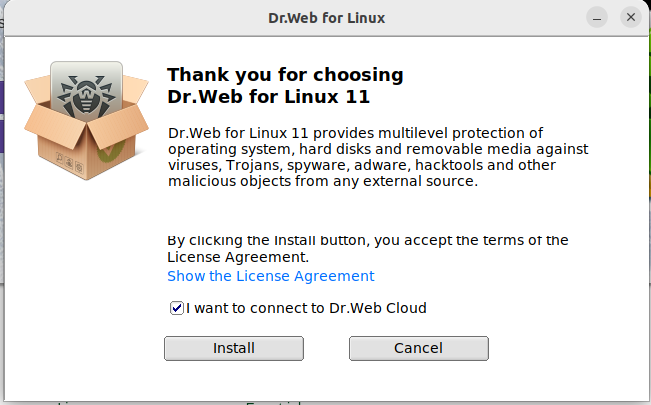 Dr.Web for Linux
Thank you for choosing
Dr.Web for Linux 11
Dr.Web for Linux 11 provides multilevel protection of
operating system, hard disks and removable media against
viruses, Trojans, spyware, adware, hacktools and other
malicious objects from any external source.
By clicking the Install button, you accept the terms of the
License Agreement.
Show the License Agreement
I want to connect to Dr.Web Cloud
Install
Cancel